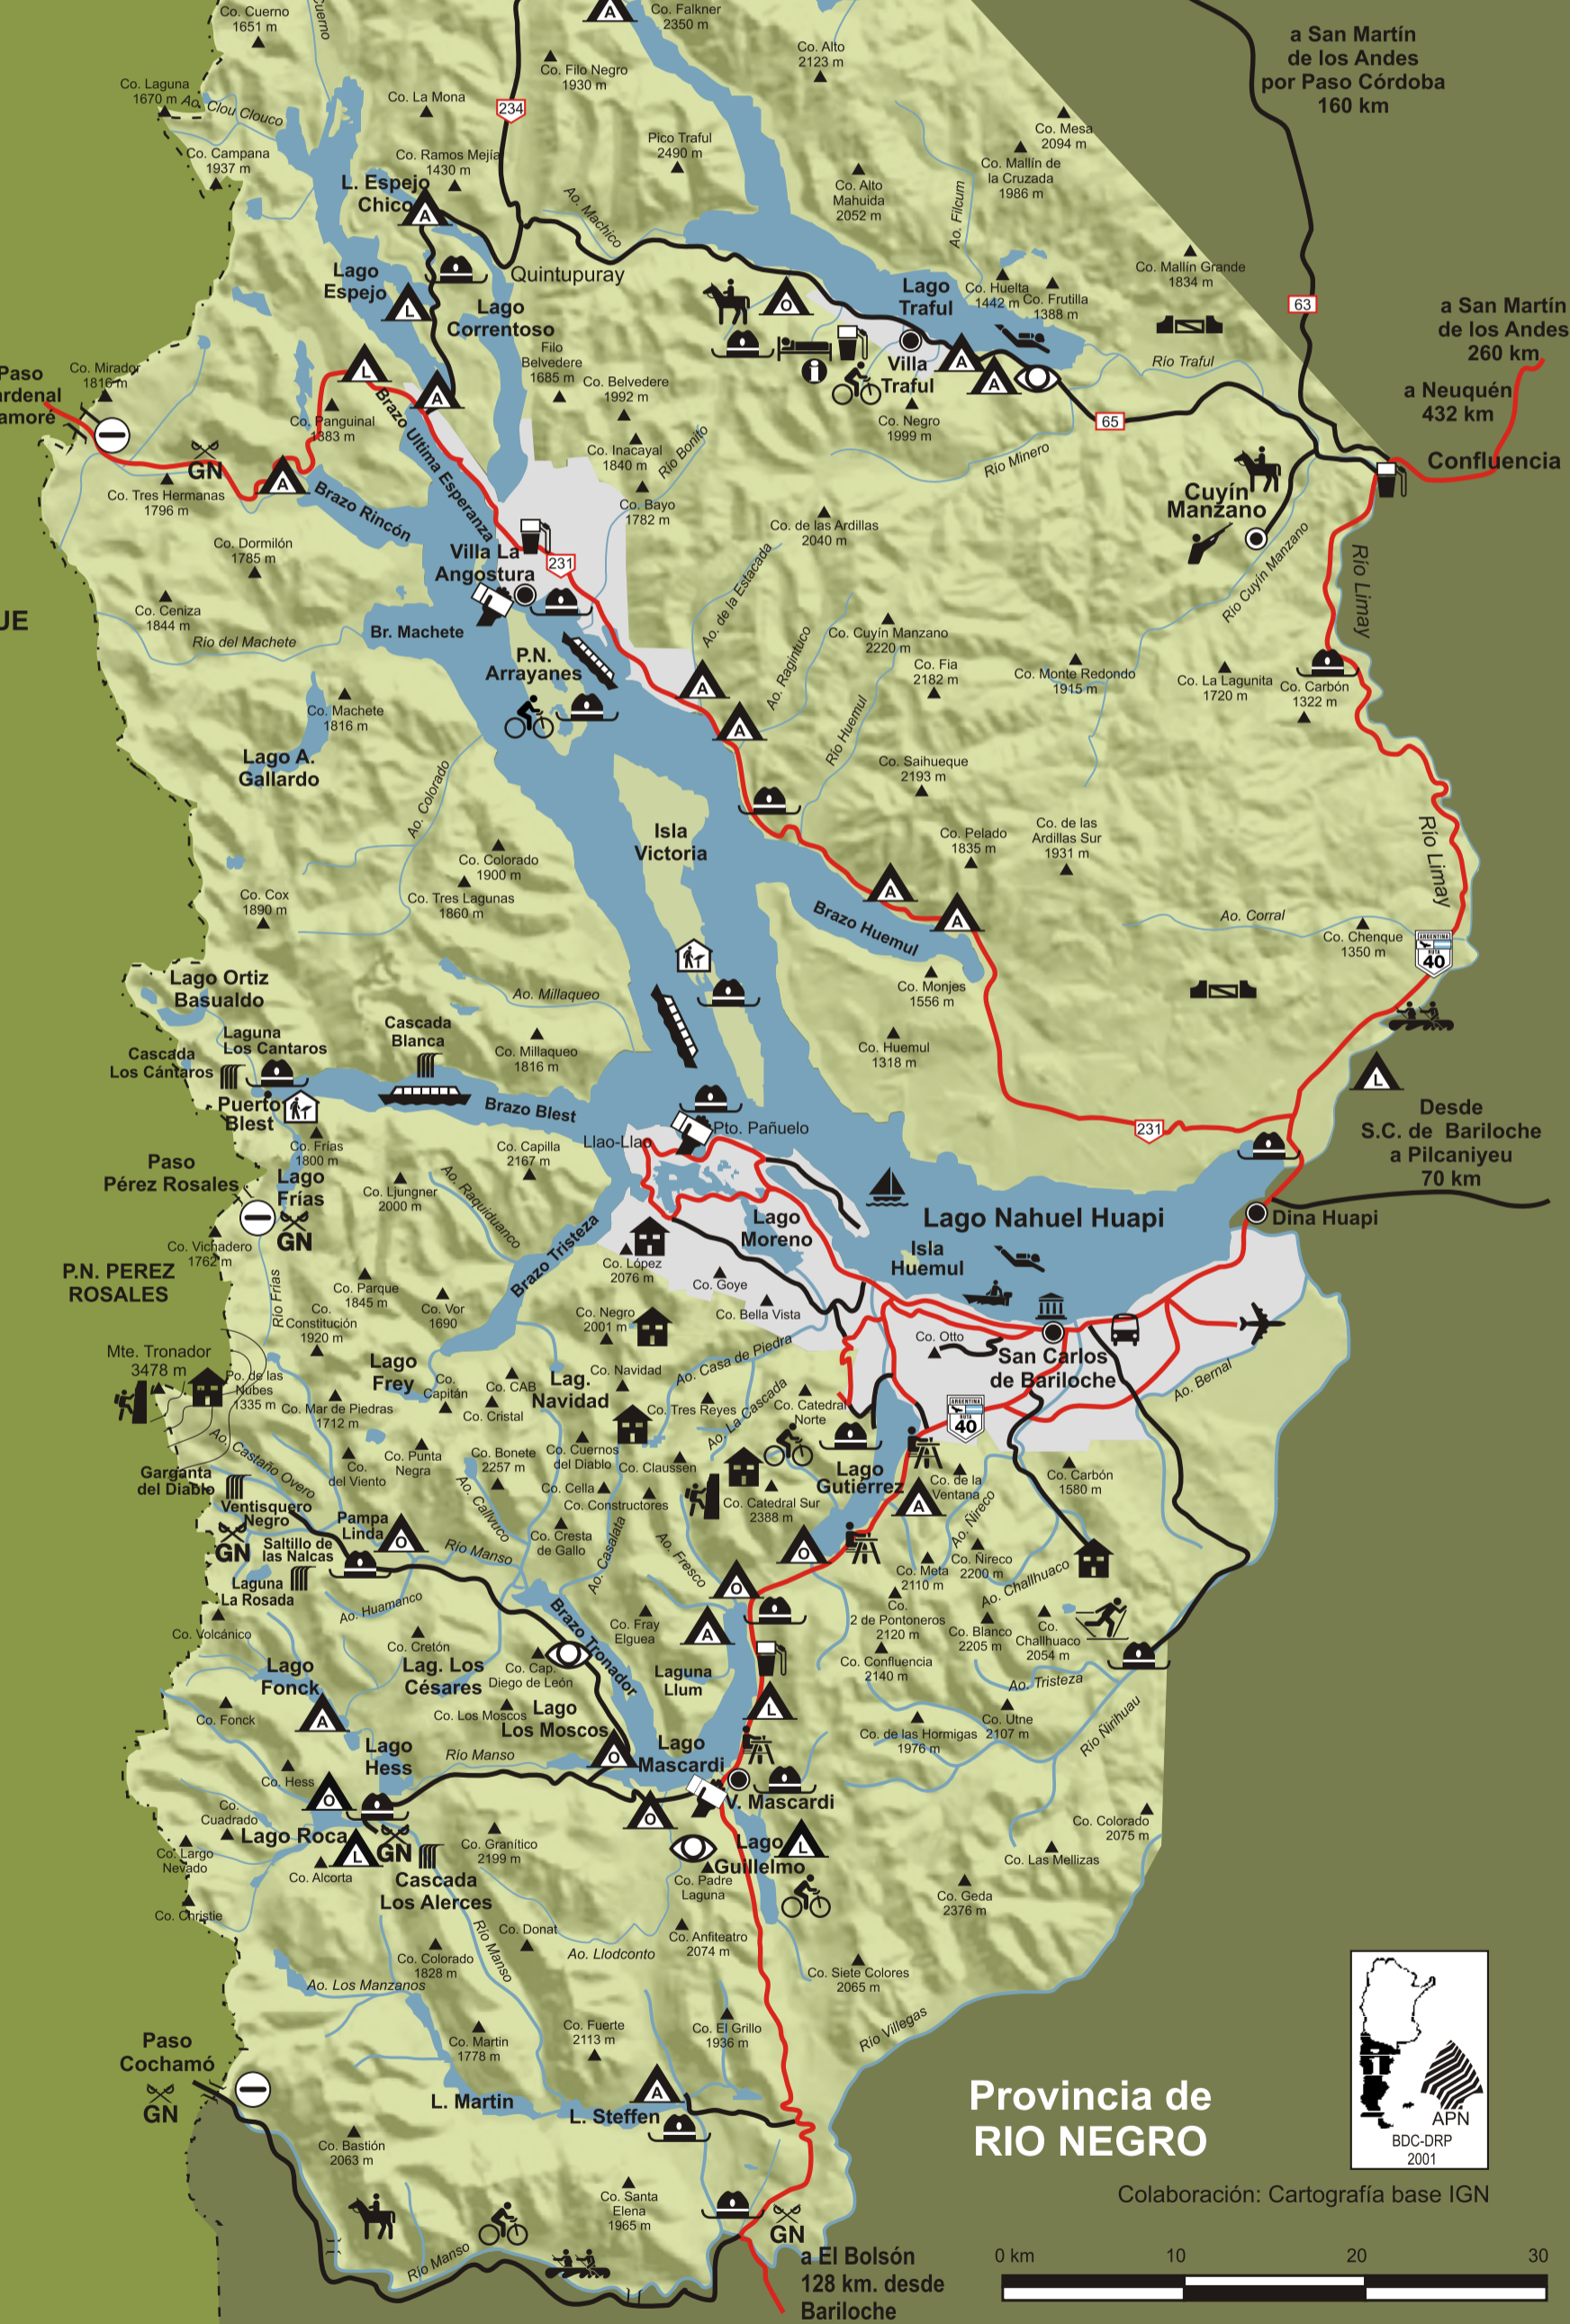 Co. Cuerno
1651 m
Cuerno
Co. Falkner
2350 m
Co. Alto
2123 m
a San Martín
de los Andes
por Paso Córdoba
160 km
Co. Filo Negro
1930 m
Co. Laguna
1670 m
Ao. Clou Clouco
Co. La Mona
234
Co. Mesa
2094 m
Co. Campana
1937 m
Co. Ramos Mejía
1430 m
Pico Traful
2490 m
Co. Mallín de
la Cruzada
1986 m
L. Espejo
Chico
A
Ao. Machico
Co. Alto
Mahuida
2052 m
Ao. Filcum
Co. Mallín Grande
1834 m
Lago
Espejo
Quintupuray
Lago
Correntoso
L
O
Lago
Traful
Co. Huelta
1442 m
Co. Frutilla
1388 m
63
a San Martín
de los Andes
260 km
Filo
Belvedere
1685 m
Villa
Traful
A
A
Río Traful
Paso
ardenal
amoré
Co. Mirador
1816 m
L
Co. Belvedere
1992 m
a Neuquén
432 km
A
Co. Panguinal
1383 m
Brazo Ultima Esperanza
Co. Negro
1999 m
65
Co. Inacayal
1840 m
Río Bonito
Río Minero
Confluencia
GN
A
Co. Tres Hermanas
1796 m
Brazo Rincón
Co. Bayo
1782 m
Cuyín
Manzano
Co. de las Ardillas
2040 m
Co. Dormilón
1785 m
Villa La
Angostura
231
Ao. de la Estacada
Río Cuyín Manzano
Río Limay
UE
Co. Ceniza
1844 m
Río del Machete
Br. Machete
P.N.
Arrayanes
Ao. Ragintuco
Co. Cuyín Manzano
2220 m
Co. Fia
2182 m
Co. Monte Redondo
1915 m
Co. La Lagunita
1720 m
Co. Carbón
1322 m
A
A
Co. Machete
1816 m
Río Huemul
Lago A.
Gallardo
Co. Saihueque
2193 m
Ao. Colorado
Isla
Victoria
Co. Pelado
1835 m
Co. de las
Ardillas Sur
1931 m
Río Limay
Co. Colorado
1900 m
Co. Cox
1890 m
Co. Tres Lagunas
1860 m
A
A
Brazo Huemul
Ao. Corral
Co. Chenque
1350 m
ARGENTINA
RUTA
40
Lago Ortiz
Basualdo
Ao. Millaqueo
Co. Monjes
1556 m
Cascada
Blanca
Laguna
Los Cantaros
Cascada
Los Cántaros
Co. Millaqueo
1816 m
Co. Huemul
1318 m
L
Puerto
Blest
Brazo Blest
Desde
S.C. de Bariloche
a Pilcaniyeu
70 km
Pto. Pañuelo
Llao-Llao
231
Co. Frías
1800 m
Co. Capilla
2167 m
Paso
Pérez Rosales
Lago
Frías
Co. Ljungner
2000 m
Ao. Raquiduanco
GN
Lago
Moreno
Lago Nahuel Huapi
Dina Huapi
Co. Vichadero
1762 m
Brazo Tristeza
Co. López
2076 m
Isla
Huemul
P.N. PEREZ
ROSALES
Río Frías
Co. Parque
1845 m
Co. Goye
Co.
Constitución
1920 m
Co. Vor
1690
Co. Negro
2001 m
Co. Bella Vista
Co. Otto
Mte. Tronador
3478 m
Ao. Casa de Piedra
San Carlos
de Bariloche
Po. de las
Nubes
1335 m
Lago
Frey
Co.
Capitán
Co. CAB
Co. Navidad
Lag.
Navidad
Ao. Bernal
Co. Mar de Piedras
1712 m
Co. Cristal
Co. Tres Reyes
Ao. La Cascada
Co. Catedral
Norte
ARGENTINA
RUTA
40
Ao. Castaño Overo
Co.
del Viento
Co. Punta
Negra
Co. Bonete
2257 m
Co. Cuernos
del Diablo
Co. Claussen
Lago
Gutiérrez
Co. de la
Ventana
Co. Carbón
1580 m
Garganta
del Diablo
Co. Cella
Co. Constructores
Co. Catedral Sur
2388 m
A
Ventisquero
Negro
Pampa
Linda
O
Ao. Callvuco
Co. Cresta
de Gallo
Ao. Casalata
Ao. Fresco
Ao. Ñireco
GN
Saltillo de
las Nalcas
Río Manso
O
Co. Meta
2110 m
Co. Ñireco
2200 m
Ao. Challhuaco
Laguna
La Rosada
Ao. Huamanco
O
Brazo Tronador
Co. Fray
Elguea
A
Co.
2 de Pontoneros
2120 m
Co. Blanco
2205 m
Co.
Challhuaco
2054 m
Co. Volcánico
Co. Cretón
Lago
Fonck
Lag. Los
Césares
Co. Cap.
Diego de León
Laguna
Llum
Co. Confluencia
2140 m
Ao. Tristeza
A
Co. Fonck
Co. Los Moscos
Lago
Los Moscos
L
Co. Utne
2107 m
Co. de las Hormigas
1976 m
Río Ñirihuau
Lago
Hess
Río Manso
O
Lago
Mascardi
Co. Hess
O
V. Mascardi
Co.
Cuadrado
O
Co. Colorado
2075 m
Lago Roca
L
GN
Co. Granítico
2199 m
Lago
Guillelmo
L
Co. Largo
Nevado
Co. Las Mellizas
Co. Alcorta
Cascada
Los Alerces
Co. Padre
Laguna
Co. Geda
2376 m
Co. Christie
Río Manso
Co. Donat
Co. Anfiteatro
2074 m
Co. Colorado
1828 m
Ao. Llodconto
Co. Siete Colores
2065 m
Ao. Los Manzanos
Río Villegas
Paso
Cochamó
Co. Martin
1778 m
Co. Fuerte
2113 m
Co. El Grillo
1936 m
GN
L. Martin
A
L. Steffen
Provincia de
RIO NEGRO
APN
BDC-DRP
2001
Co. Bastión
2063 m
Co. Santa
Elena
1965 m
Colaboración: Cartografía base IGN
GN
Río Manso
a El Bolsón
128 km. desde
Bariloche
0 km
10
20
30